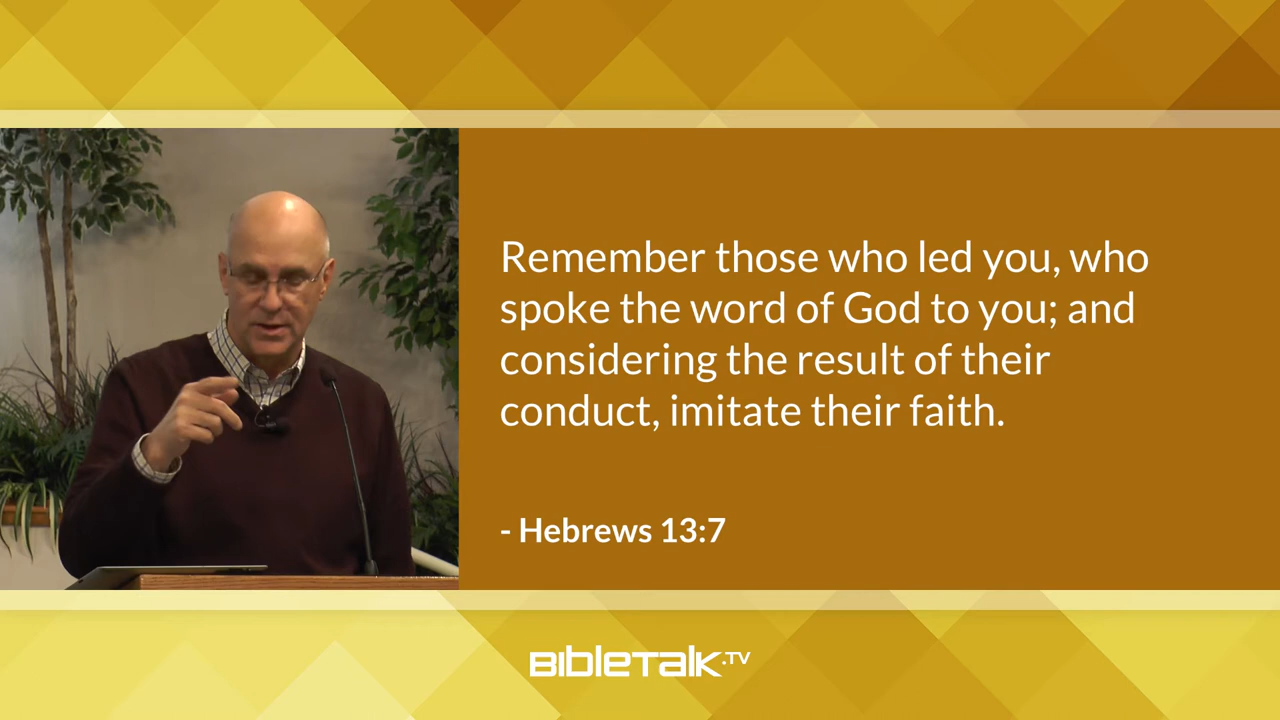 Remember those who led you, who
spoke the word of God to you; and
considering the result of their
conduct, imitate their faith.
- Hebrews 13:7
BibleTalk.TV